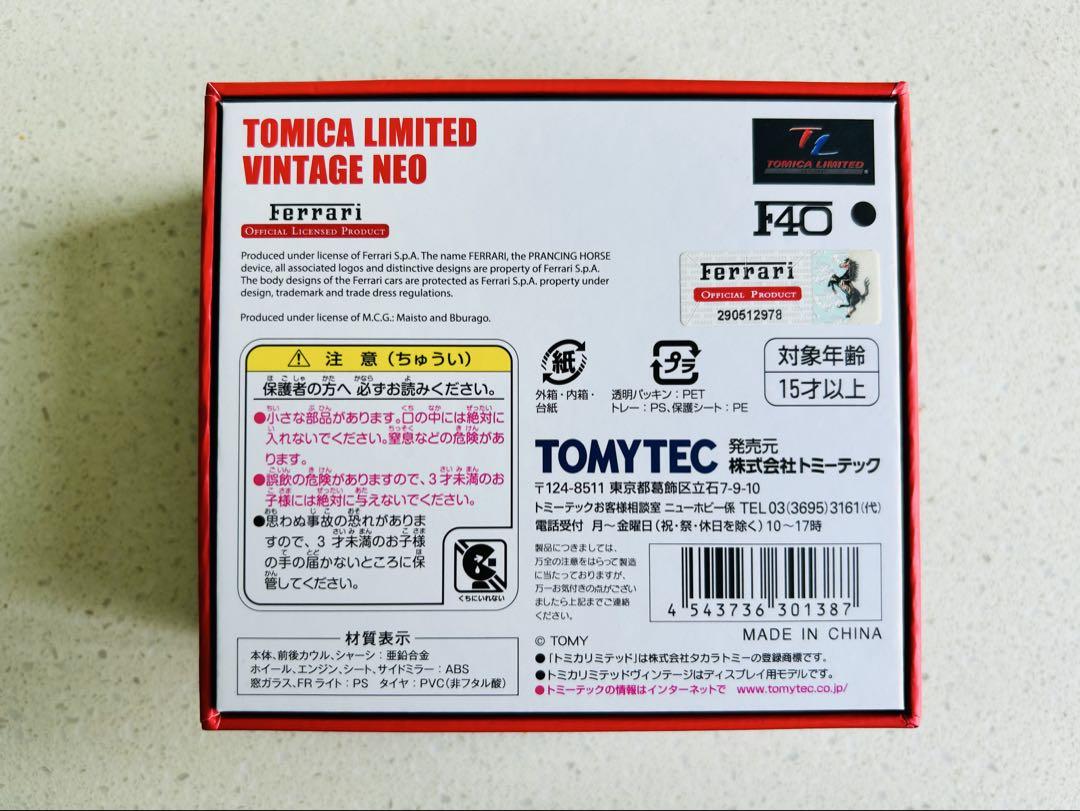 TOMICA LIMITED
VINTAGE NEO
Ferrari
OFFICIAL LICENSED PRODUCT
Produced under license of Ferrari S.p.A. The name FERRARI, the PRANCING HORSE
device, all associated logos and distinctive designs are property of Ferrari S.p.A.
The body designs of the Ferrari cars are protected as Ferrari S.p.A. property under
design, trademark and trade dress regulations.
Produced under license of M.C.G.: Maisto and Bburago.
TL
TOMICA LIMITED
F40
Ferrari
OFFICIAL PRODUCT
290512978
注 意（ちゅうい）
保護者の方へ 必ずお読みください。
●小さな部品があります。口の中には絶対に
入れないでください。窒息などの危険があ
ります。
●誤飲の危険がありますので、3才未満のお
子様には絶対に与えないでください。
●思わぬ事故の恐れがありま
すので、3才未満のお子様
の手の届かないところに保
管してください。
くちにいれない
材質表示
本体、前後カウル、シャーシ：亜鉛合金
ホイール、エンジン、シート、サイドミラー：ABS
窓ガラス、FRライト：PS タイヤ：PVC（非フタル酸）
紙
外箱・内箱・
台紙
プラ
透明パッキン：PET
トレー：PS、保護シート：PE
対象年齢
15才以上
TOMYTEC 発売元
株式会社トミーテック
〒124-8511 東京都葛飾区立石7-9-10
トミーテックお客様相談室 ニューホビー係 TEL 03(3695)3161(代)
電話受付 月～金曜日（祝・祭・休日を除く）10～17時
製品につきましては、
万全の注意をはらって製造
に当たっておりますが、
万一お気付きの点がござい
ましたら上記までご連絡
ください。
4 543736 301387
MADE IN CHINA
© TOMY
●「トミカリミテッド」は株式会社タカラトミーの登録商標です。
●トミカリミテッドヴィンテージはディスプレイ用モデルです。
●トミーテックの情報はインターネットで www.tomytec.co.jp/